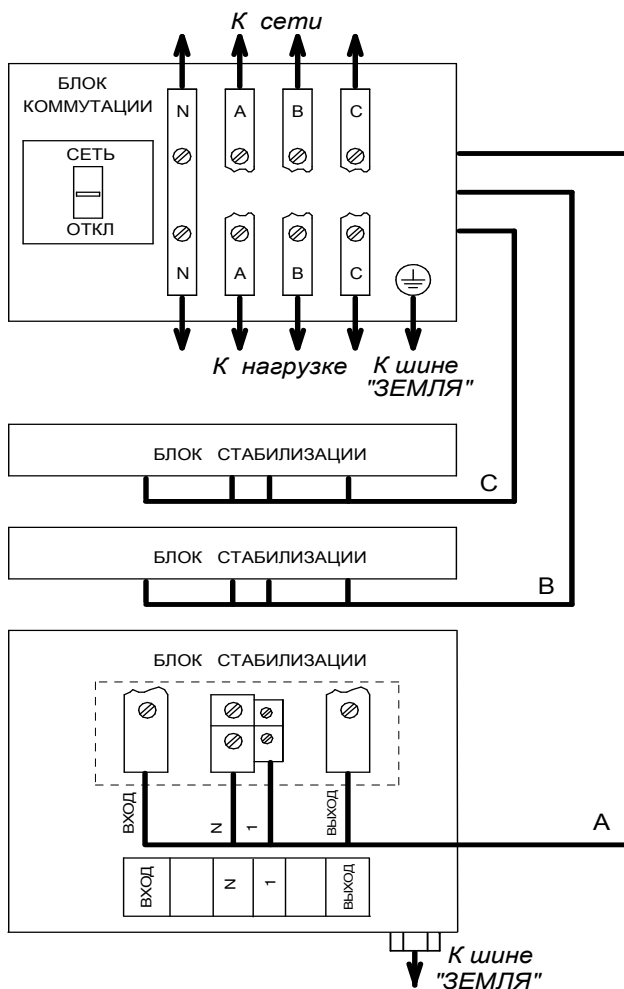 К сети
БЛОК
КОММУТАЦИИ
N A B C
СЕТЬ
ОТКЛ
N A B C
К нагрузке
К шине
"ЗЕМЛЯ"
БЛОК СТАБИЛИЗАЦИИ
C
БЛОК СТАБИЛИЗАЦИИ
B
БЛОК СТАБИЛИЗАЦИИ
ВХОД N 1 ВЫХОД
A
ВХОД N 1 ВЫХОД
К шине
"ЗЕМЛЯ"